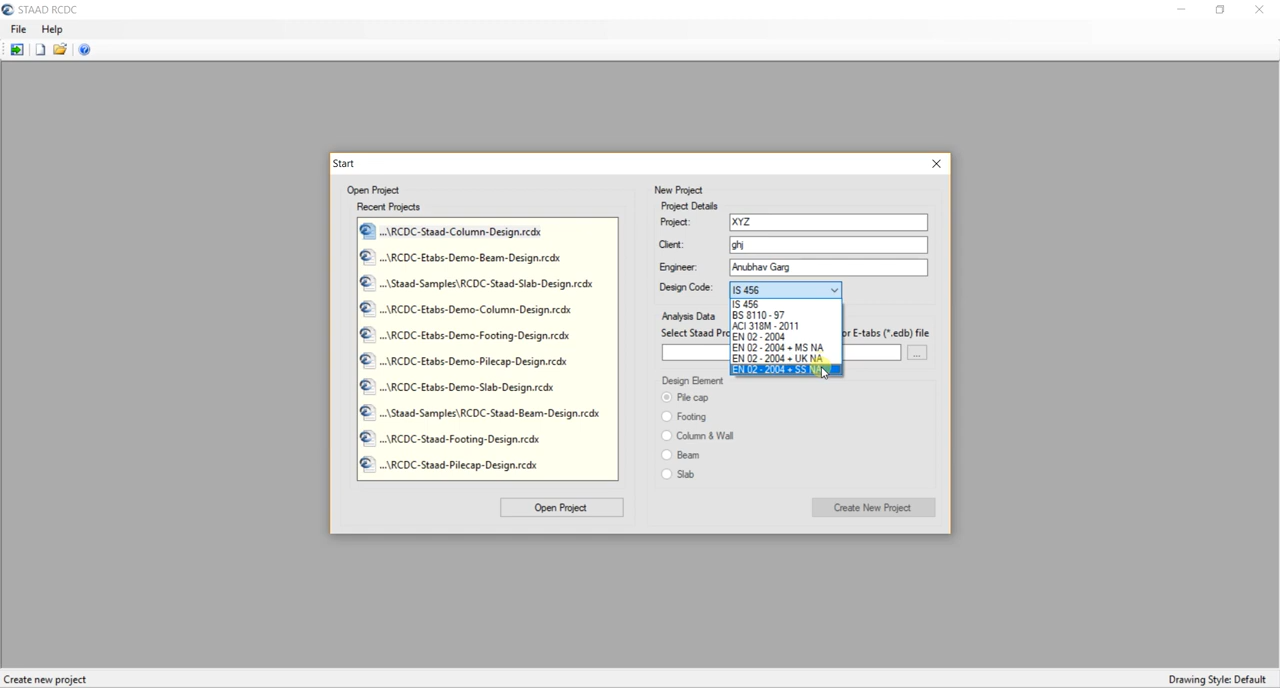 STAAD RCDC
File Help
Start
Open Project
Recent Projects
...\RCDC-Staad-Column-Design.rcdx
...\RCDC-Etabs-Demo-Beam-Design.rcdx
...\Staad-Samples\RCDC-Staad-Slab-Design.rcdx
...\RCDC-Etabs-Demo-Column-Design.rcdx
...\RCDC-Etabs-Demo-Footing-Design.rcdx
...\RCDC-Etabs-Demo-Pilecap-Design.rcdx
...\RCDC-Etabs-Demo-Slab-Design.rcdx
...\Staad-Samples\RCDC-Staad-Beam-Design.rcdx
...\RCDC-Staad-Footing-Design.rcdx
...\RCDC-Staad-Pilecap-Design.rcdx
Open Project
New Project
Project Details
Project: XYZ
Client: ghj
Engineer: Anubhav Garg
Design Code: IS 456
IS 456
BS 8110 - 97
ACI 318M - 2011
EN 02 - 2004
EN 02 - 2004 + MS NA
EN 02 - 2004 + UK NA
EN 02 - 2004 + SS NA
Analysis Data
Select Staad or E-tabs (*.edb) file
...
Design Element
Pile cap
Footing
Column & Wall
Beam
Slab
Create New Project
Create new project Drawing Style: Default